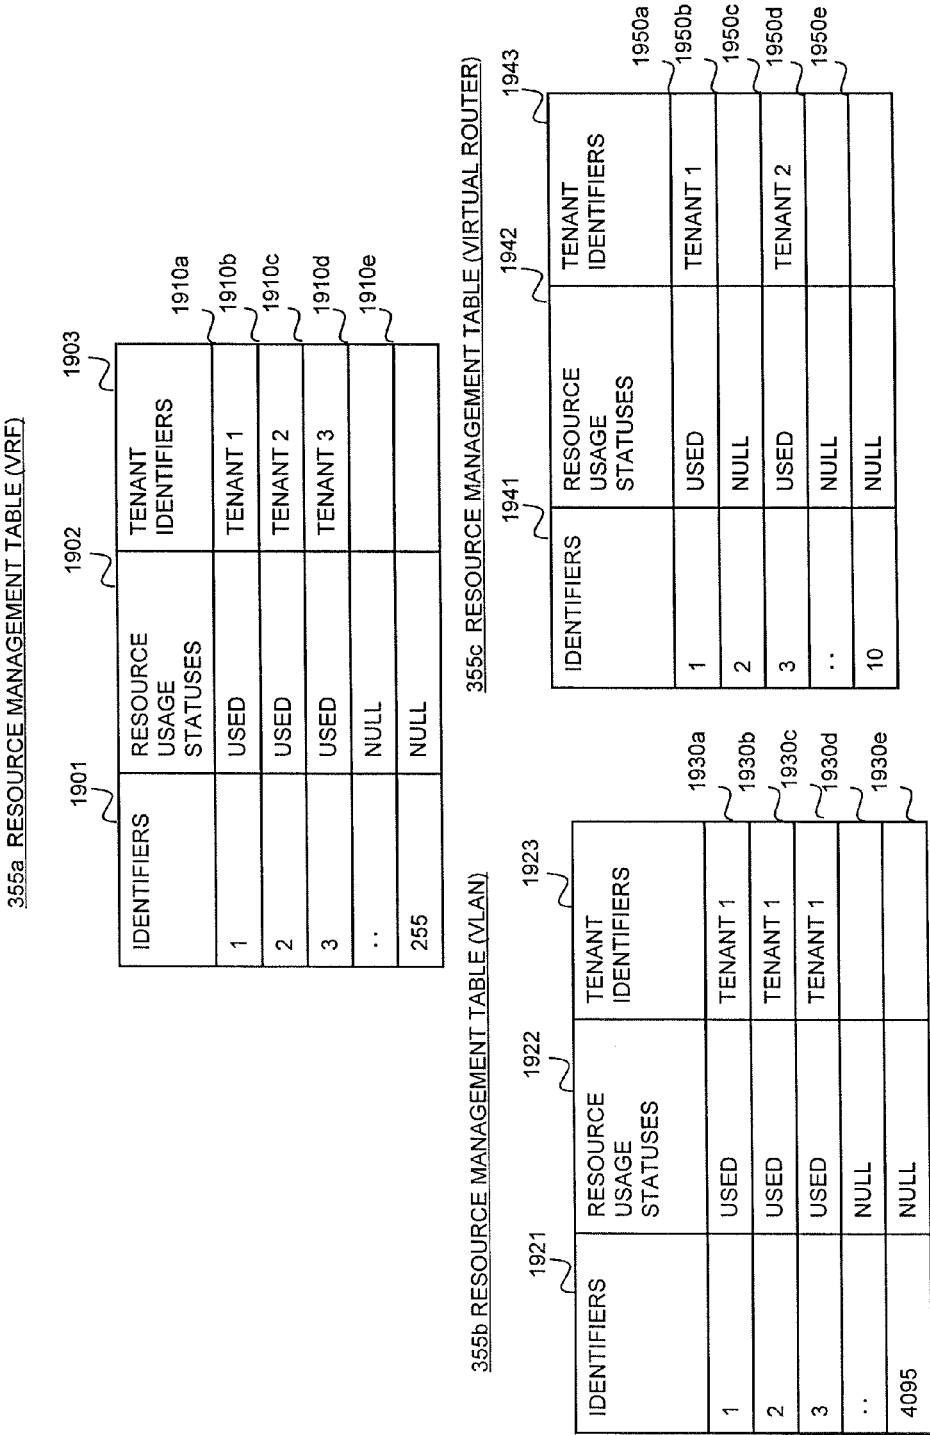 355a RESOURCE MANAGEMENT TABLE (VRF)
1901
1902
1903
IDENTIFIERS
RESOURCE
USAGE
STATUSES
TENANT
IDENTIFIERS
1 USED TENANT 1 1910a
2 USED TENANT 2 1910b
3 USED TENANT 3 1910c
: NULL 1910d
255 NULL 1910e
355b RESOURCE MANAGEMENT TABLE (VLAN)
1921
1922
1923
IDENTIFIERS
RESOURCE
USAGE
STATUSES
TENANT
IDENTIFIERS
1 USED TENANT 1 1930a
2 USED TENANT 1 1930b
3 USED TENANT 1 1930c
: NULL 1930d
4095 NULL 1930e
355c RESOURCE MANAGEMENT TABLE (VIRTUAL ROUTER)
1941
1942
1943
IDENTIFIERS
RESOURCE
USAGE
STATUSES
TENANT
IDENTIFIERS
1 USED TENANT 1 1950a
2 NULL 1950b
3 USED TENANT 2 1950c
: NULL 1950d
10 NULL 1950e